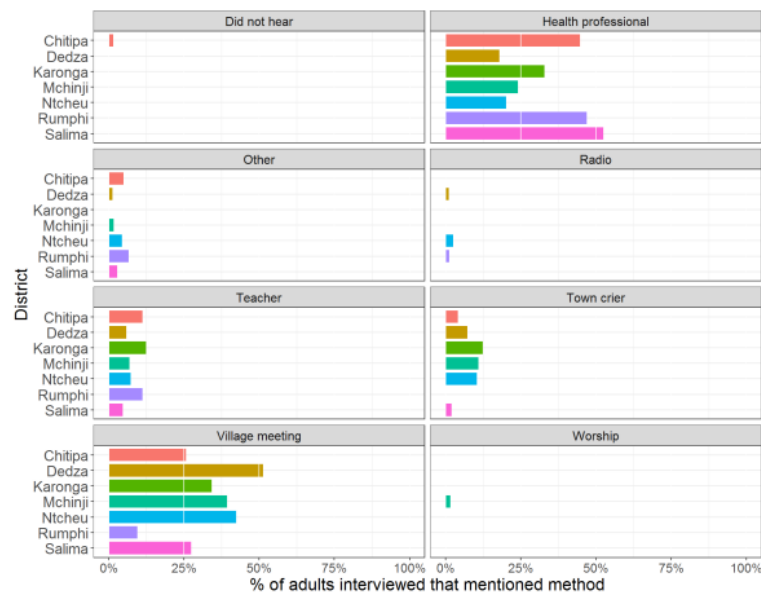 Did not hear
Health professional
Chitipa
Dedza
Karonga
Mchinji
Ntcheu
Rumphi
Salima
Other
Radio
Chitipa
Dedza
Karonga
Mchinji
Ntcheu
Rumphi
Salima
District
Teacher
Town crier
Chitipa
Dedza
Karonga
Mchinji
Ntcheu
Rumphi
Salima
Village meeting
Worship
Chitipa
Dedza
Karonga
Mchinji
Ntcheu
Rumphi
Salima
0% 25% 50% 75% 100% 0% 25% 50% 75% 100%
% of adults interviewed that mentioned method